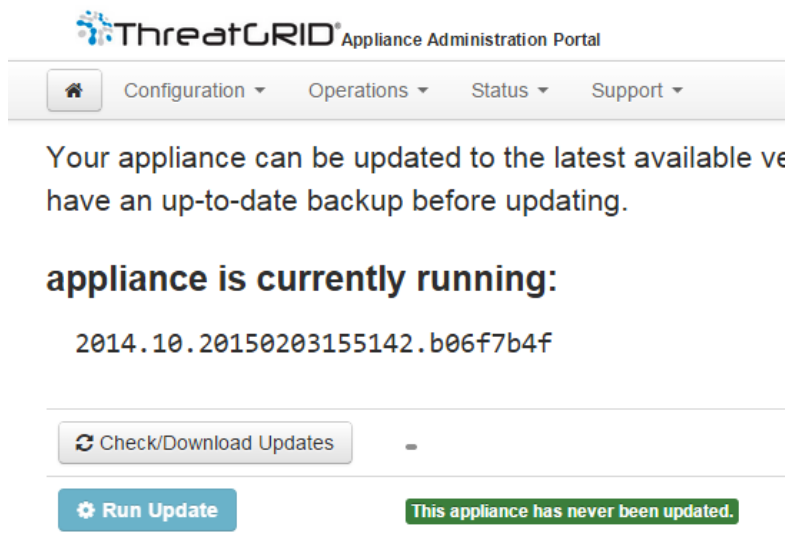 ThreatGRID Appliance Administration Portal
Configuration Operations Status Support
Your appliance can be updated to the latest available ve
have an up-to-date backup before updating.
appliance is currently running:
2014.10.20150203155142.b06f7b4f
Check/Download Updates -
Run Update This appliance has never been updated.